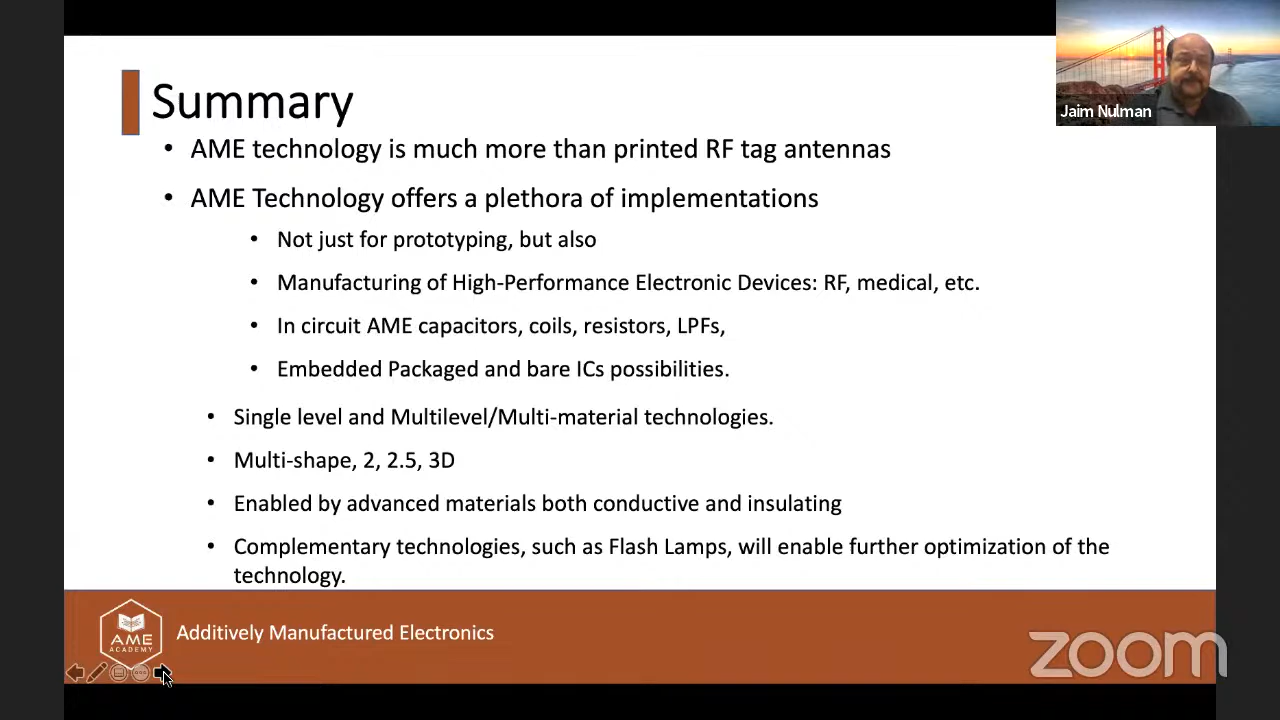 Summary
Jaim Nulman
• AME technology is much more than printed RF tag antennas
• AME Technology offers a plethora of implementations
• Not just for prototyping, but also
• Manufacturing of High-Performance Electronic Devices: RF, medical, etc.
• In circuit AME capacitors, coils, resistors, LPFs,
• Embedded Packaged and bare ICs possibilities.
• Single level and Multilevel/Multi-material technologies.
• Multi-shape, 2, 2.5, 3D
• Enabled by advanced materials both conductive and insulating
• Complementary technologies, such as Flash Lamps, will enable further optimization of the
technology.
AME
ACADEMY
Additively Manufactured Electronics
zoom